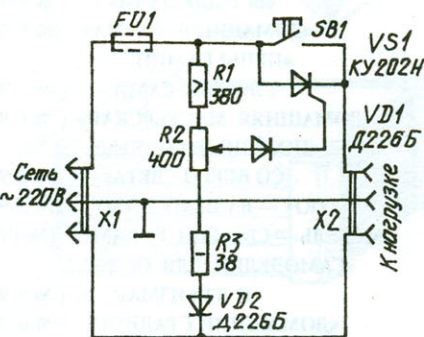 FU1
SB1
VS1
КУ202Н
R1
380
VD1
Д226Б
R2
400
Сеть
~220В
X1
X2
К нагрузке
R3
38
VD2
Д226Б